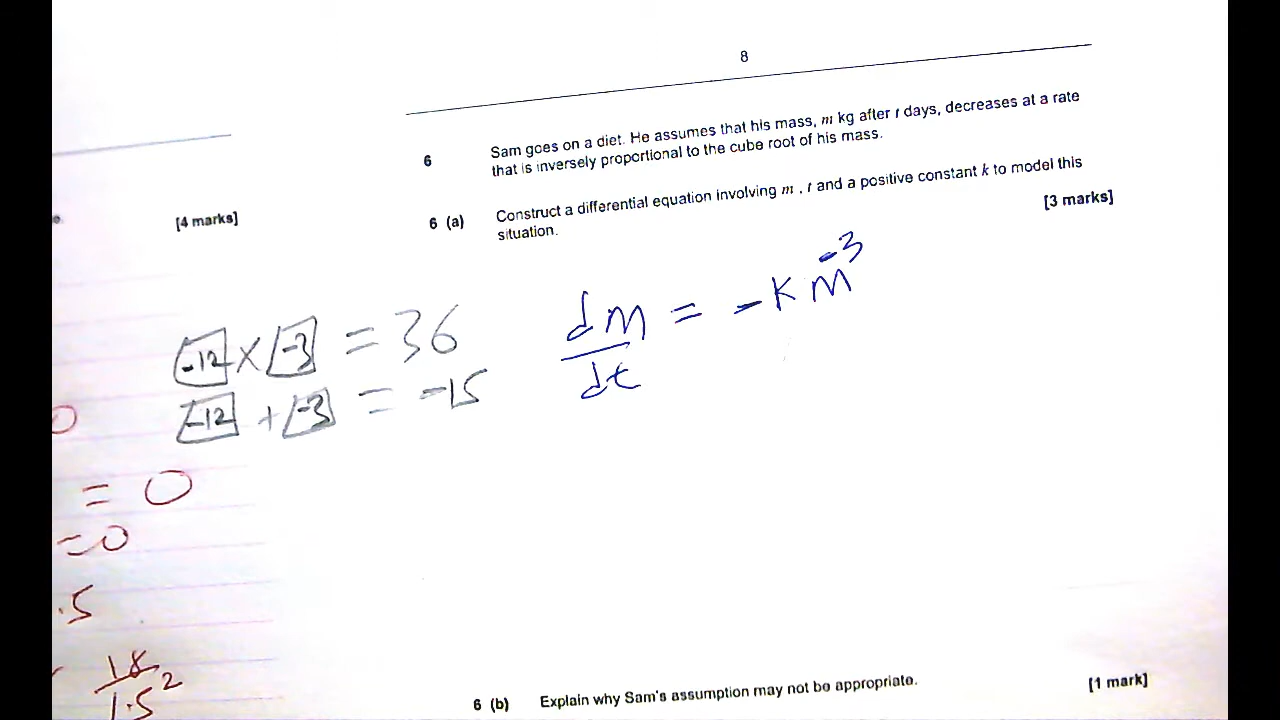 8
6 Sam goes on a diet. He assumes that his mass, m kg after t days, decreases at a rate
that is inversely proportional to the cube root of his mass.
6 (a) Construct a differential equation involving m , t and a positive constant k to model this
situation.
[3 marks]
[4 marks]
dm/dt = -km^-3
-12 × -3 = 36
-12 + -3 = -15
= 0
=0
.5
18/1.5²
6 (b) Explain why Sam's assumption may not be appropriate.
[1 mark]